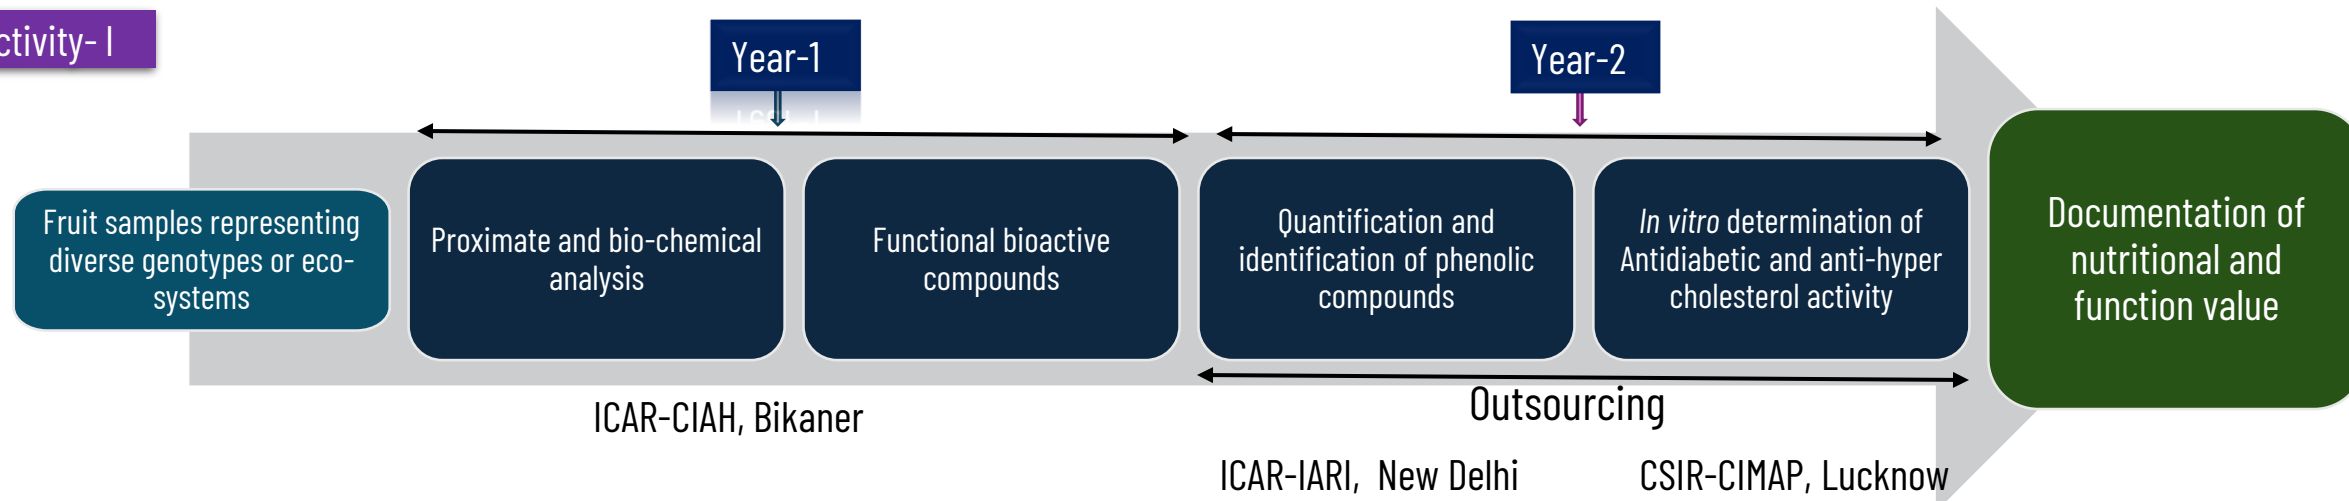 ctivity- I
Year-1
Year-2
Fruit samples representing
diverse genotypes or eco-
systems
Proximate and bio-chemical
analysis
Functional bioactive
compounds
Quantification and
identification of phenolic
compounds
In vitro determination of
Antidiabetic and anti-hyper
cholesterol activity
Documentation of
nutritional and
function value
ICAR-CIAH, Bikaner
Outsourcing
ICAR-IARI, New Delhi
CSIR-CIMAP, Lucknow